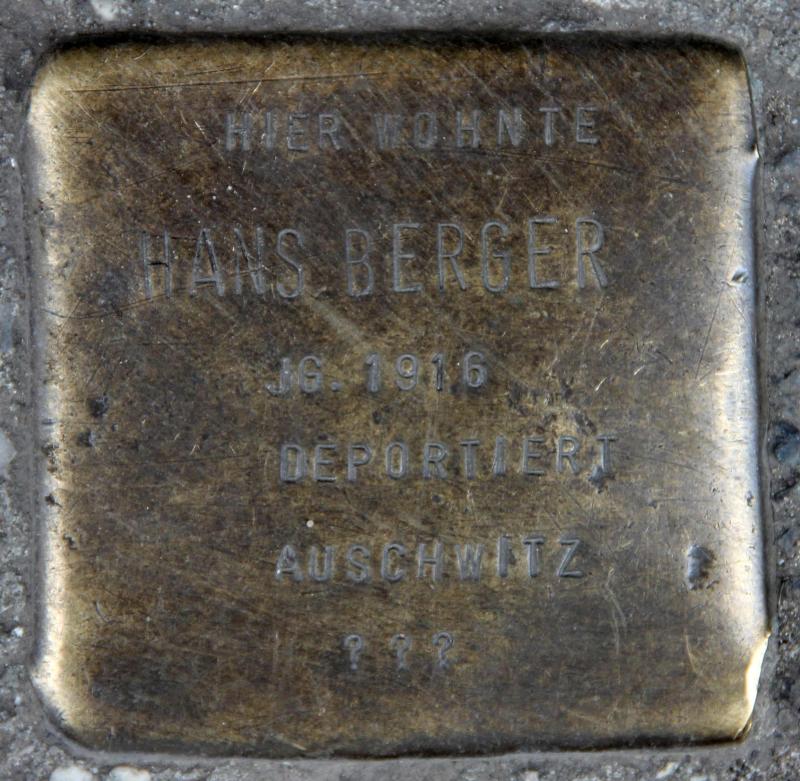 HIER WOHNTE
HANS BERGER
JG. 1916
DEPORTIERT
AUSCHWITZ
???